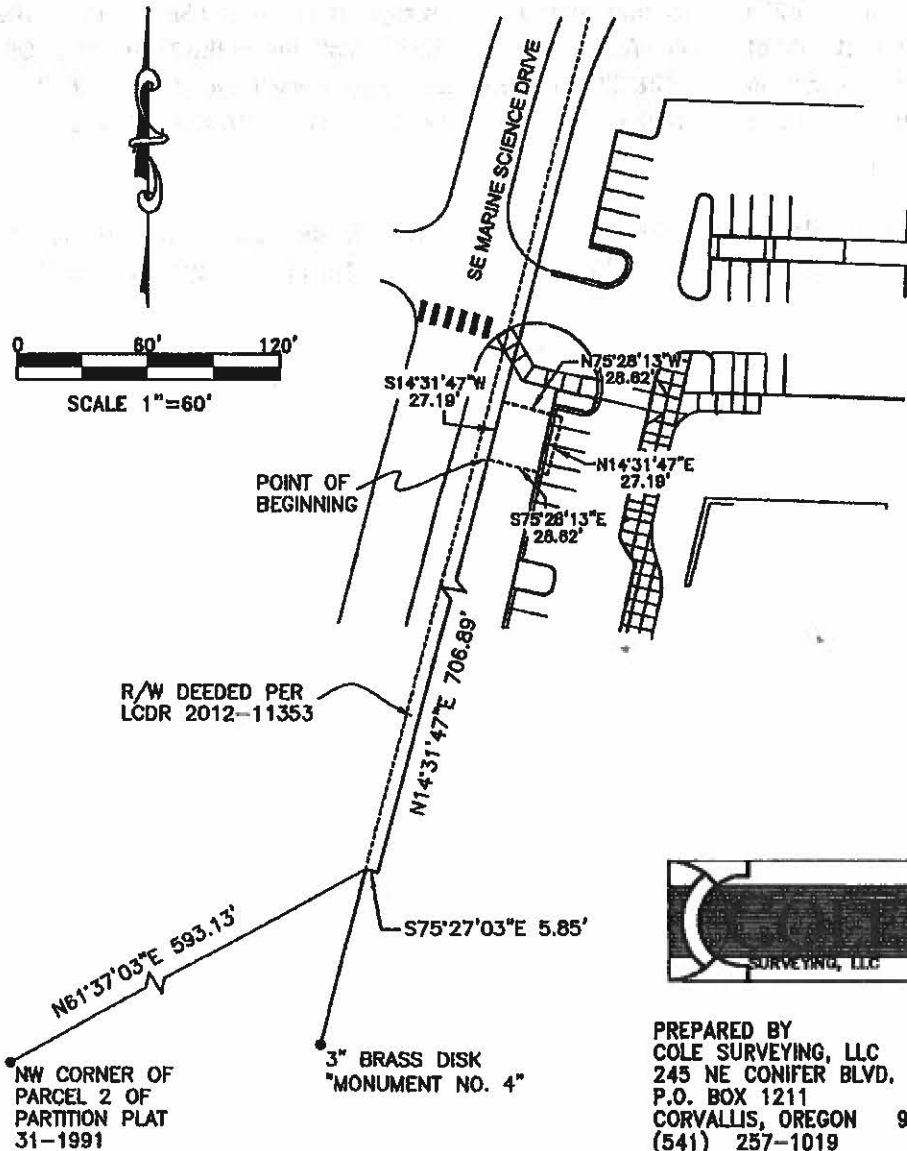 SE MARINE SCIENCE DRIVE
0 60' 120'
SCALE 1"=60'
S14°31'47"W
27.19'
N75°28'13"W
28.62'
POINT OF
BEGINNING
N14°31'47"E
27.19'
S75°28'13"E
28.62'
R/W DEEDED PER
LCDR 2012-11353
N14°31'47"E 706.89'
S75°27'03"E 5.85'
N61°37'03"E 593.13'
NW CORNER OF
PARCEL 2 OF
PARTITION PLAT
31-1991
3" BRASS DISK
"MONUMENT NO. 4"
COLE
SURVEYING, LLC
PREPARED BY
COLE SURVEYING, LLC
245 NE CONIFER BLVD.
P.O. BOX 1211
CORVALLIS, OREGON 9
(541) 257-1019